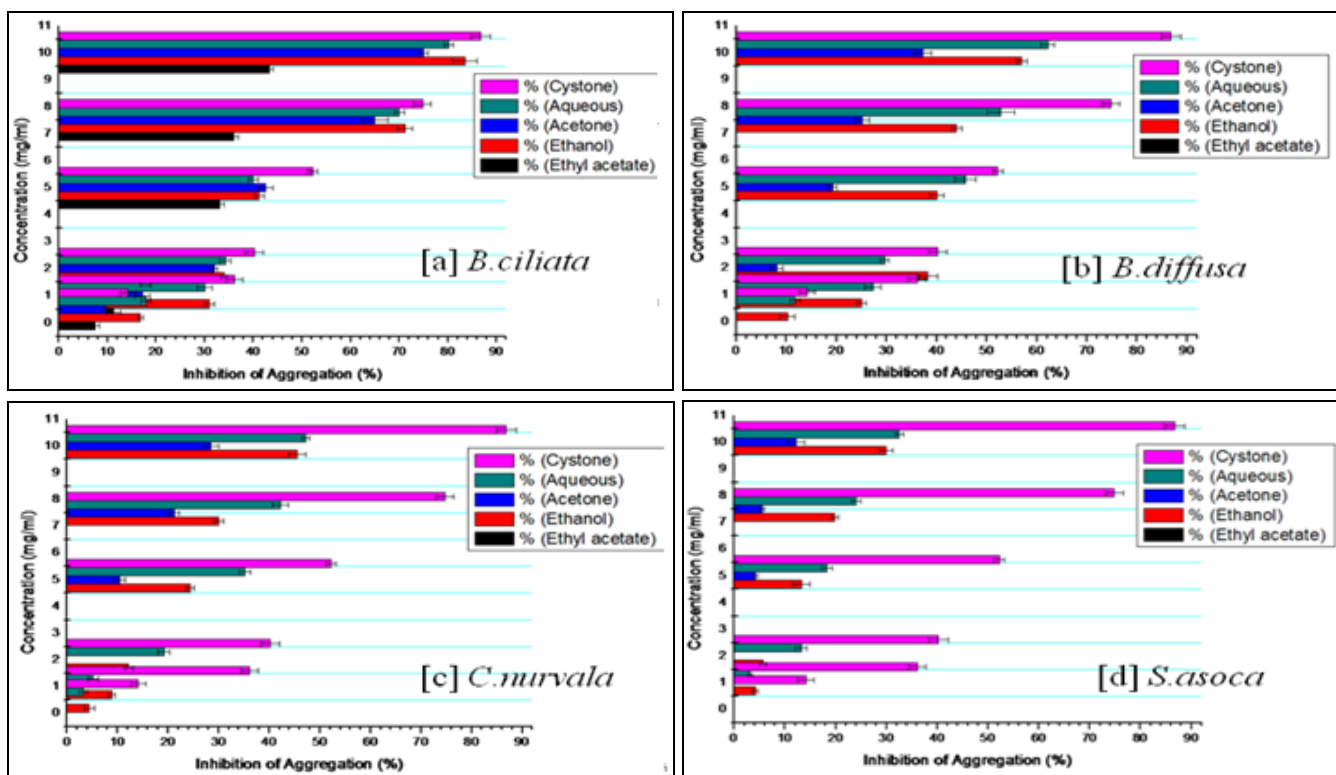 11
10
9
8
7
6
5
4
3
2
1
0
Concentration (mg/ml)
% (Cystone)
% (Aqueous)
% (Acetone)
% (Ethanol)
% (Ethyl acetate)
[a] B.ciliata
0 10 20 30 40 50 60 70 80 90
Inhibition of Aggregation (%)
11
10
9
8
7
6
5
4
3
2
1
0
Concentration (mg/ml)
% (Cystone)
% (Aqueous)
% (Acetone)
% (Ethanol)
% (Ethyl acetate)
[b] B.diffusa
0 10 20 30 40 50 60 70 80 90
Inhibition of Aggregation (%)
11
10
9
8
7
6
5
4
3
2
1
0
Concentration (mg/ml)
% (Cystone)
% (Aqueous)
% (Acetone)
% (Ethanol)
% (Ethyl acetate)
[c] C.nurvala
0 10 20 30 40 50 60 70 80 90
Inhibition of Aggregation (%)
11
10
9
8
7
6
5
4
3
2
1
0
Concentration (mg/ml)
% (Cystone)
% (Aqueous)
% (Acetone)
% (Ethanol)
% (Ethyl acetate)
[d] S.asoca
0 10 20 30 40 50 60 70 80 90
Inhibition of Aggregation (%)